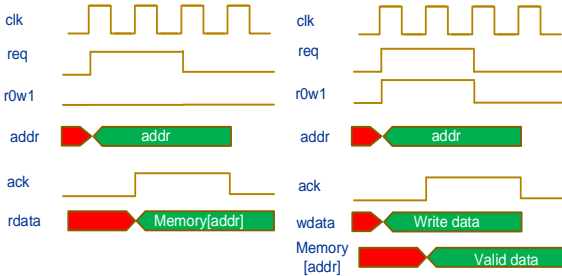 clk
req
r0w1
addr
addr
ack
rdata
Memory[addr]
clk
req
r0w1
addr
addr
ack
wdata
Write data
Memory
[addr]
Valid data